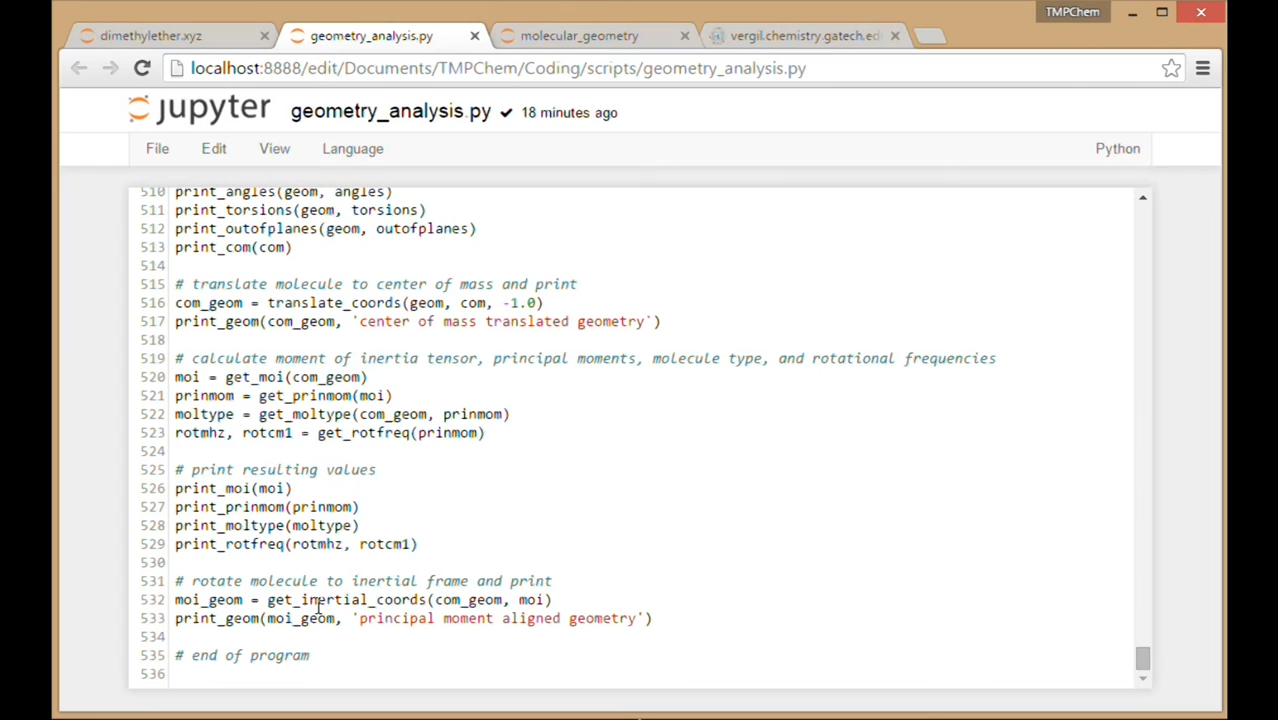 TMPChem
dimethylether.xyz
geometry_analysis.py
molecular_geometry
vergil.chemistry.gatech.ed
localhost:8888/edit/Documents/TMPChem/Coding/scripts/geometry_analysis.py
jupyter geometry_analysis.py ✔ 18 minutes ago
File Edit View Language Python
510 print_angles(geom, angles)
511 print_torsions(geom, torsions)
512 print_outofplanes(geom, outofplanes)
513 print_com(com)
514
515 # translate molecule to center of mass and print
516 com_geom = translate_coords(geom, com, -1.0)
517 print_geom(com_geom, 'center of mass translated geometry')
518
519 # calculate moment of inertia tensor, principal moments, molecule type, and rotational frequencies
520 moi = get_moi(com_geom)
521 prinmom = get_prinmom(moi)
522 moltype = get_moltype(com_geom, prinmom)
523 rotmhz, rotcm1 = get_rotfreq(prinmom)
524
525 # print resulting values
526 print_moi(moi)
527 print_prinmom(prinmom)
528 print_moltype(moltype)
529 print_rotfreq(rotmhz, rotcm1)
530
531 # rotate molecule to inertial frame and print
532 moi_geom = get_inertial_coords(com_geom, moi)
533 print_geom(moi_geom, 'principal moment aligned geometry')
534
535 # end of program
536